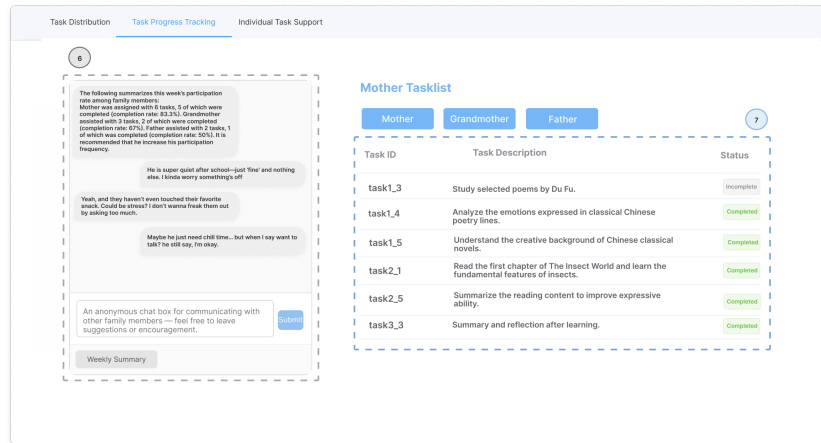 Task Distribution
Task Progress Tracking
Individual Task Support
6
The following summarizes this week's participation
rate among family members:
Mother was assigned with 6 tasks, 5 of which were
completed (completion rate: 83.3%). Grandmother
assisted with 3 tasks, 2 of which were completed
(completion rate: 67%). Father assisted with 2 tasks, 1
of which was completed (completion rate: 50%). It is
recommended that he increase his participation
frequency.
He is super quiet after school—just 'fine' and nothing
else. I kinda worry something's off
Yeah, and they haven't even touched their favorite
snack. Could be stress? I don't wanna freak them out
by asking too much.
Maybe he just need chill time... but when I say want to
talk? he still say, I'm okay.
An anonymous chat box for communicating with
other family members — feel free to leave
suggestions or encouragement.
Submit
Weekly Summary
Mother Tasklist
Mother
Grandmother
Father
7
Task ID
Task Description
Status
task1_3
Study selected poems by Du Fu.
Incomplete
task1_4
Analyze the emotions expressed in classical Chinese
poetry lines.
Completed
task1_5
Understand the creative background of Chinese classical
novels.
Completed
task2_1
Read the first chapter of The Insect World and learn the
fundamental features of insects.
Completed
task2_5
Summarize the reading content to improve expressive
ability.
Completed
task3_3
Summary and reflection after learning.
Completed